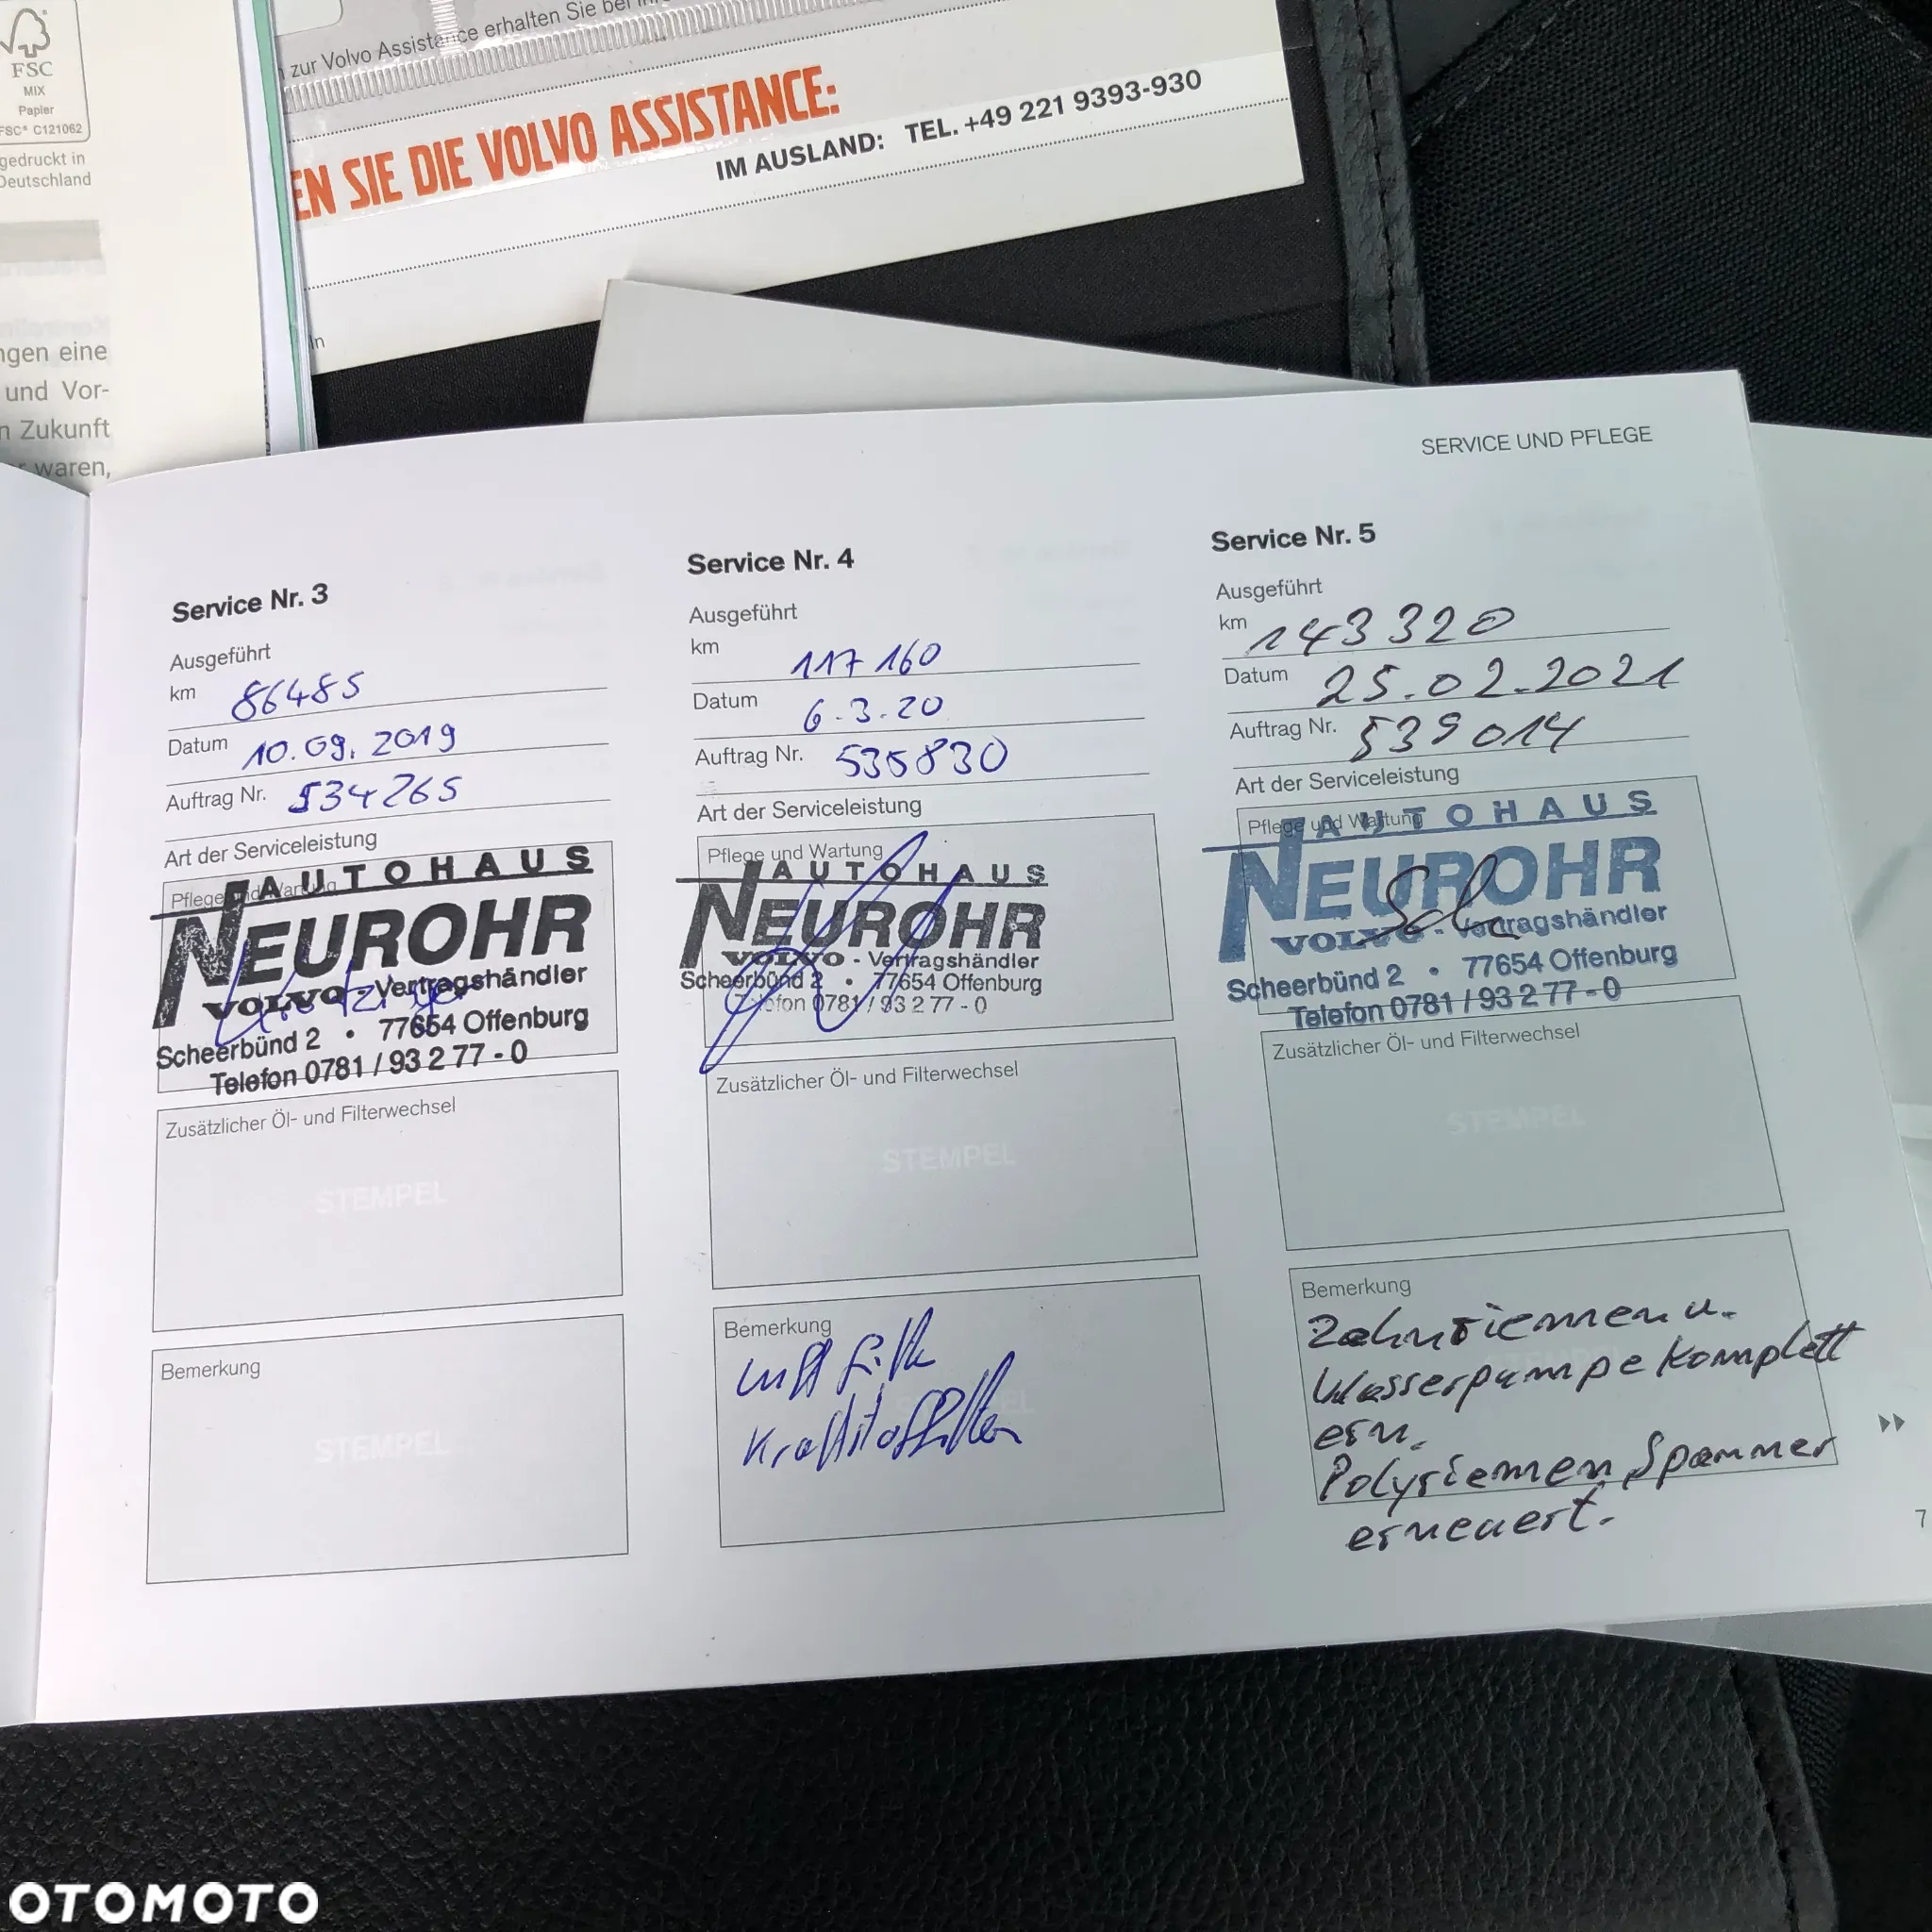 FSC
MIX
Papier
FSC® C121062
gedruckt in
Deutschland
ngen eine
und Vor-
n Zukunft
waren,
zur Volvo Assistance erhalten Sie bei
EN SIE DIE VOLVO ASSISTANCE:
IM AUSLAND: TEL. +49 221 9393-930
SERVICE UND PFLEGE
Service Nr. 3
Ausgeführt
km 86485
Datum 10.09.2019
Auftrag Nr. 534265
Art der Serviceleistung
Pflege und Wartung
AUTOHAUS
NEUROHR
VOLVO - Vertragshändler
Scheerbünd 2 • 77654 Offenburg
Telefon 0781 / 93 2 77 - 0
Zusätzlicher Öl- und Filterwechsel
STEMPEL
Bemerkung
STEMPEL
Service Nr. 4
Ausgeführt
km 117 160
Datum 6.3.20
Auftrag Nr. 535830
Art der Serviceleistung
Pflege und Wartung
AUTOHAUS
NEUROHR
VOLVO - Vertragshändler
Scheerbünd 2 • 77654 Offenburg
Telefon 0781 / 93 2 77 - 0
Zusätzlicher Öl- und Filterwechsel
STEMPEL
Bemerkung
Luftfilter
Kraftstoffilter
Service Nr. 5
Ausgeführt
km 143 320
Datum 25.02.2021
Auftrag Nr. 539014
Art der Serviceleistung
Pflege und Wartung
AUTOHAUS
NEUROHR
VOLVO - Vertragshändler
Scheerbünd 2 • 77654 Offenburg
Telefon 0781 / 93 2 77 - 0
Zusätzlicher Öl- und Filterwechsel
STEMPEL
Bemerkung
Zahnriemen u.
Wasserpumpe Komplett
ern.
Polyriemen, Spanner
erneuert.
7
OTOMOTO